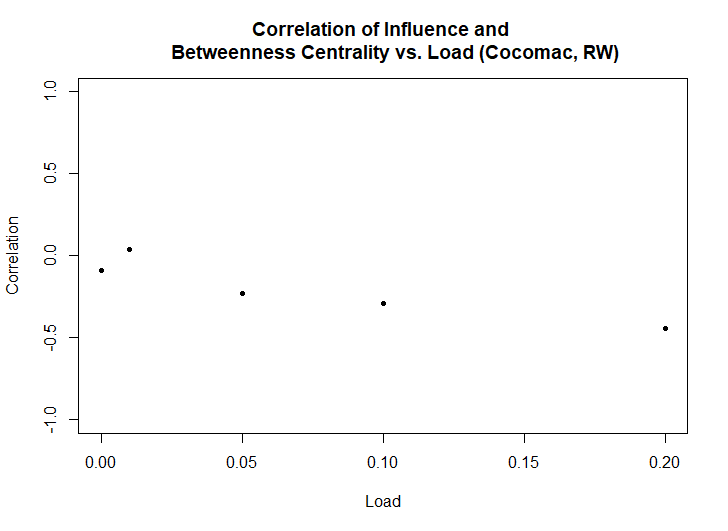 Correlation of Influence and
Betweenness Centrality vs. Load (Cocomac, RW)
Correlation
1.0
0.5
0.0
-0.5
-1.0
0.00 0.05 0.10 0.15 0.20
Load